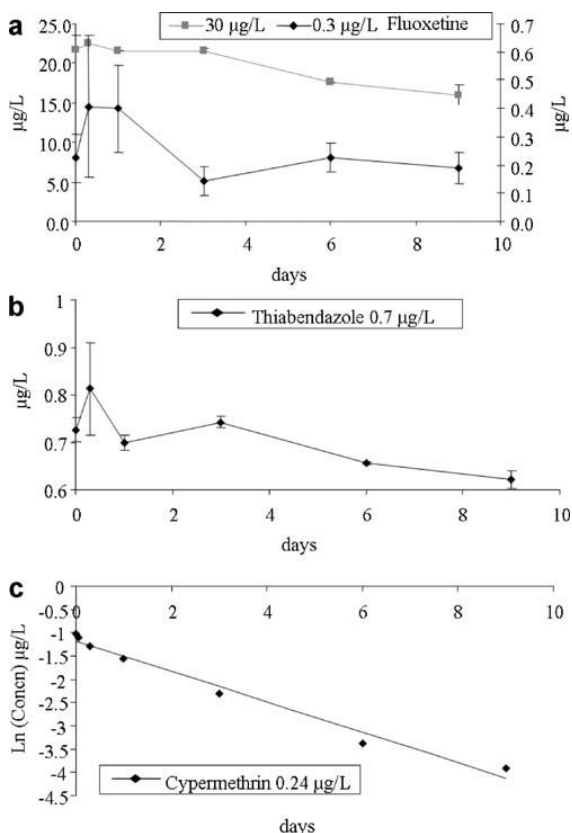 a
30 µg/L 0.3 µg/L Fluoxetine
25.0
20.0
15.0
10.0
5.0
0.0
µg/L
0.7
0.6
0.5
0.4
0.3
0.2
0.1
0.0
µg/L
0 2 4 6 8 10
days
b
Thiabendazole 0.7 µg/L
1
0.9
0.8
0.7
0.6
µg/L
0 2 4 6 8 10
days
c
0
-0.5
-1
-1.5
-2
-2.5
-3
-3.5
-4
-4.5
Ln (Concn) µg/L
0 2 4 6 8 10
Cypermethrin 0.24 µg/L
days